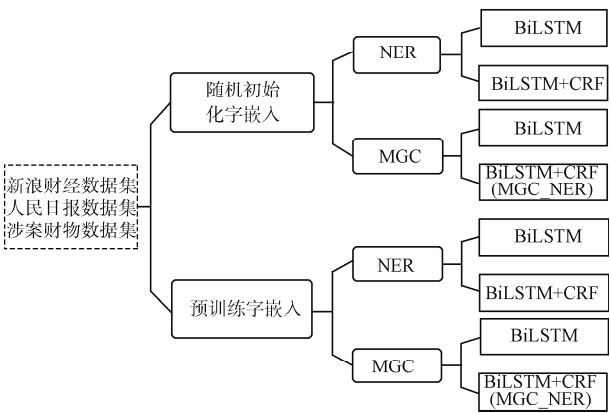 新浪财经数据集
人民日报数据集
涉案财物数据集
随机初始
化字嵌入
NER
BiLSTM
BiLSTM+CRF
MGC
BiLSTM
BiLSTM+CRF
(MGC_NER)
预训练字嵌入
NER
BiLSTM
BiLSTM+CRF
MGC
BiLSTM
BiLSTM+CRF
(MGC_NER)